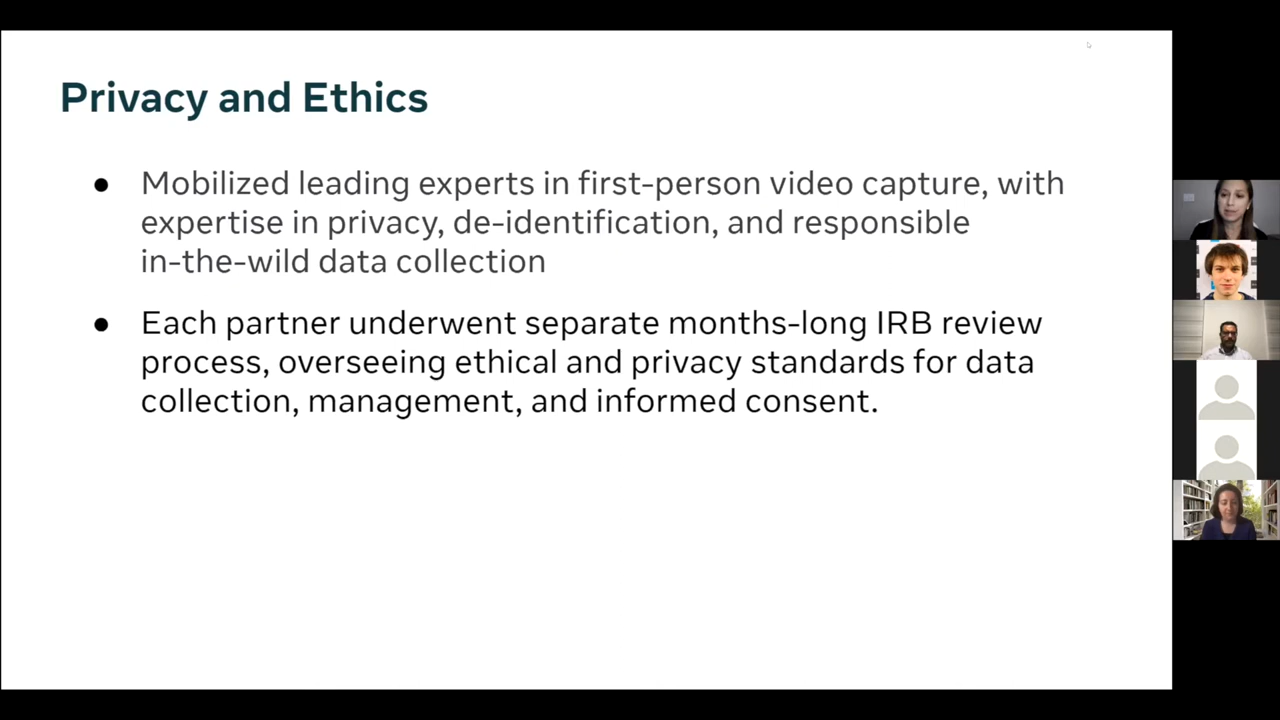 Privacy and Ethics
● Mobilized leading experts in first-person video capture, with
expertise in privacy, de-identification, and responsible
in-the-wild data collection
● Each partner underwent separate months-long IRB review
process, overseeing ethical and privacy standards for data
collection, management, and informed consent.